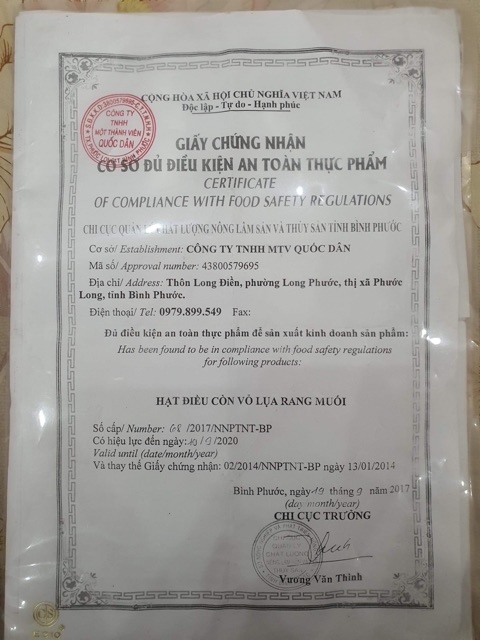 CỘNG HÒA XÃ HỘI CHỦ NGHĨA VIỆT NAM
Độc lập - Tự do - Hạnh phúc
S.Đ.K.K.D:3800579695-C.T.T.N.H.H
CÔNG TY
TNHH
MỘT THÀNH VIÊN
QUỐC DÂN
GIẤY CHỨNG NHẬN
CƠ SỞ ĐỦ ĐIỀU KIỆN AN TOÀN THỰC PHẨM
CERTIFICATE
OF COMPLIANCE WITH FOOD SAFETY REGULATIONS
CHI CỤC QUẢN LÝ CHẤT LƯỢNG NÔNG LÂM SẢN VÀ THỦY SẢN TỈNH BÌNH PHƯỚC
Cơ sở/ Establishment: CÔNG TY TNHH MTV QUỐC DÂN
Mã số/ Approval number: 43800579695
Địa chỉ/ Address: Thôn Long Điền, phường Long Phước, thị xã Phước
Long, tỉnh Bình Phước.
Điện thoại/ Tel: 0979.899.549 Fax:
Đủ điều kiện an toàn thực phẩm để sản xuất kinh doanh sản phẩm:
Has been found to be in compliance with food safety regulations
for following products:
HẠT ĐIỀU CÒN VỎ LỤA RANG MUỐI
Số cấp/ Number: /2017/NNPTNT-BP
Có hiệu lực đến ngày: /9/2020
Valid until (date/month/year)
Và thay thế Giấy chứng nhận: 02/2014/NNPTNT-BP ngày 13/01/2014
Bình Phước, ngày 19 tháng 9 năm 2017
(day month/year)
CHI CỤC TRƯỞNG
CHI CỤC
QUẢN LÝ
CHẤT LƯỢNG
Vương Văn Thinh